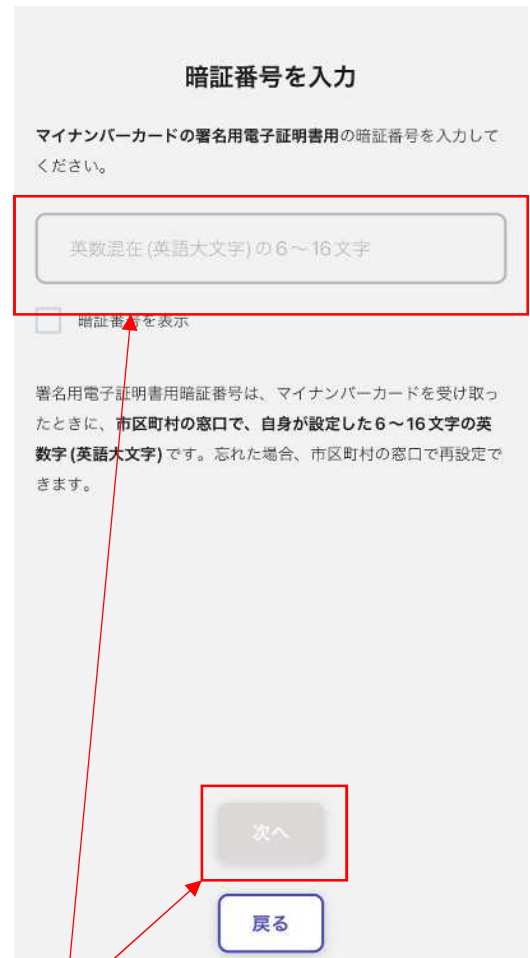 暗証番号を入力
マイナンバーカードの署名用電子証明書用の暗証番号を入力して
ください。
英数混在(英語大文字)の6〜16文字
暗証番号を表示
署名用電子証明書用暗証番号は、マイナンバーカードを受け取っ
たときに、市区町村の窓口で、自身が設定した6〜16文字の英
数字(英語大文字)です。忘れた場合、市区町村の窓口で再設定で
きます。
次へ
戻る